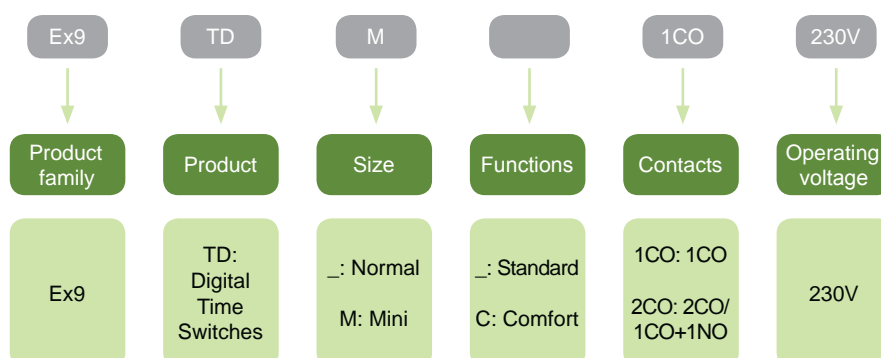 Ex9
TD
M
1CO
230V
Product
family
Product
Size
Functions
Contacts
Operating
voltage
Ex9
TD:
Digital
Time
Switches
_: Normal
M: Mini
_: Standard
C: Comfort
1CO: 1CO
2CO: 2CO/
1CO+1NO
230V